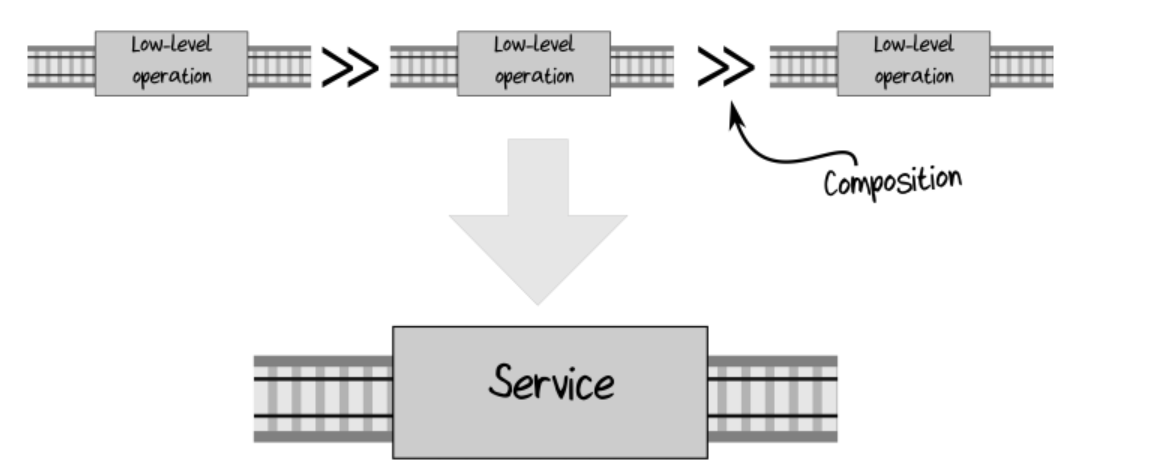 Low-level
operation
>>
Low-level
operation
>>
Low-level
operation
Composition
Service